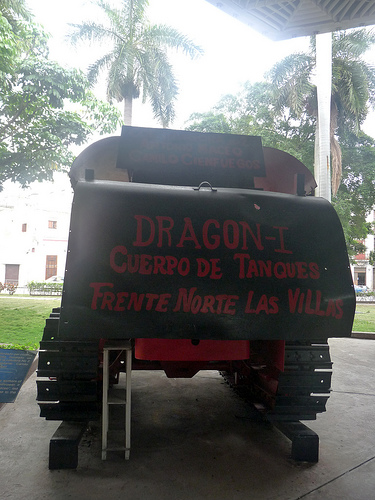 DRAGON-I
CUERPO DE TANQUES
FRENTE NORTE LAS VILLAS